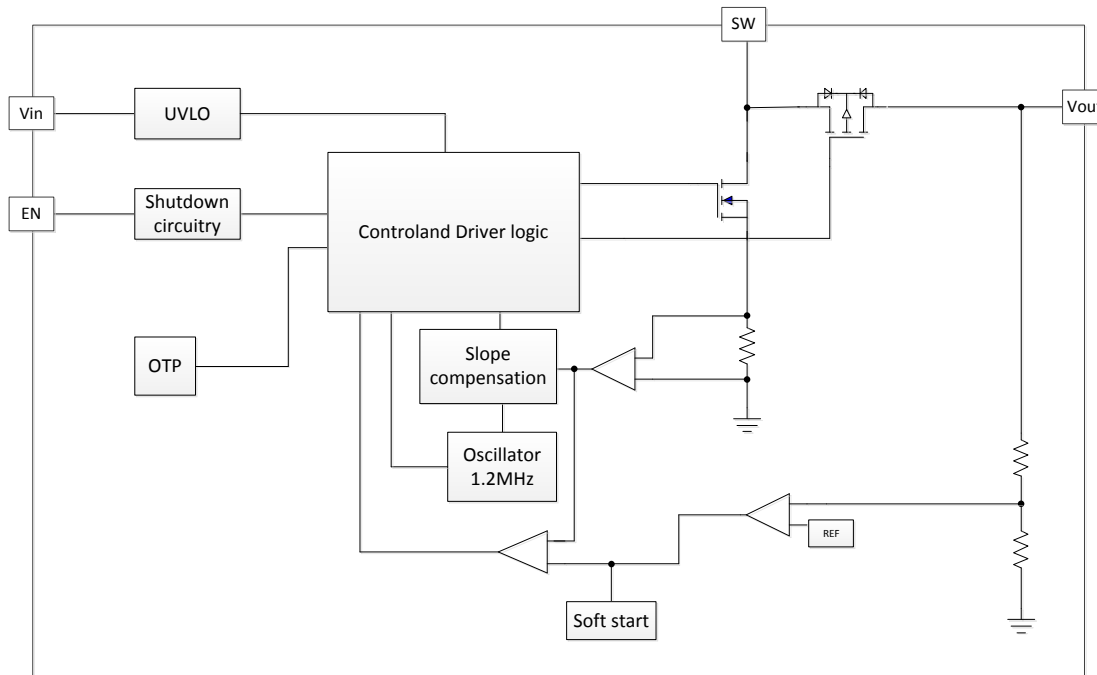 SW
Vin
UVLO
Vout
EN
Shutdown
circuitry
Controland Driver logic
OTP
Slope
compensation
Oscillator
1.2MHz
REF
Soft start